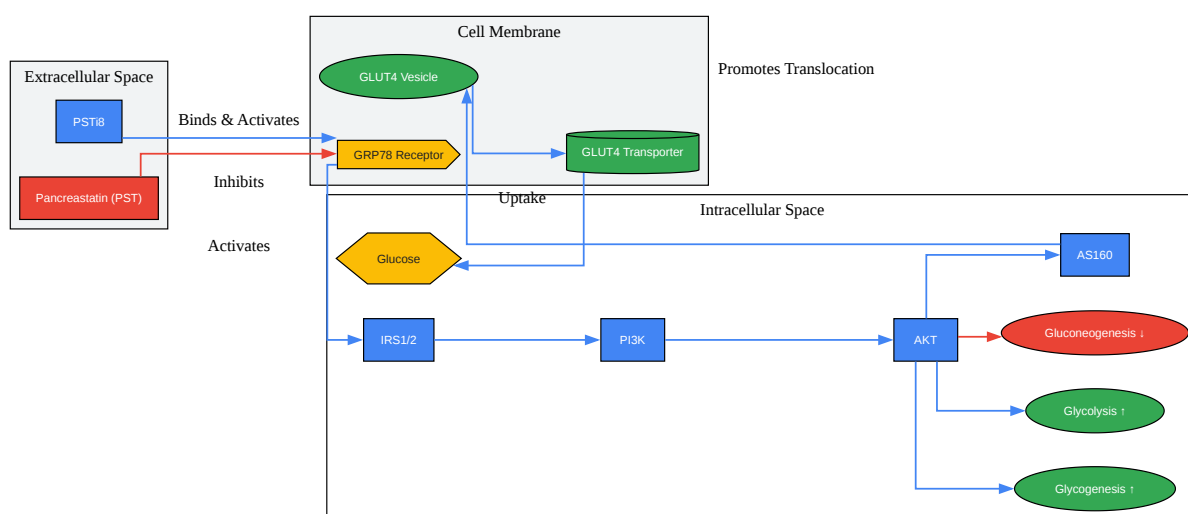 Cell Membrane
Extracellular Space
GLUT4 Vesicle
Promotes Translocation
PSTi8
Binds & Activates
GRP78 Receptor
GLUT4 Transporter
Pancreastatin (PST)
Inhibits
Uptake
Intracellular Space
Activates
Glucose
AS160
IRS1/2
PI3K
AKT
Gluconeogenesis ↓
Glycolysis ↑
Glycogenesis ↑